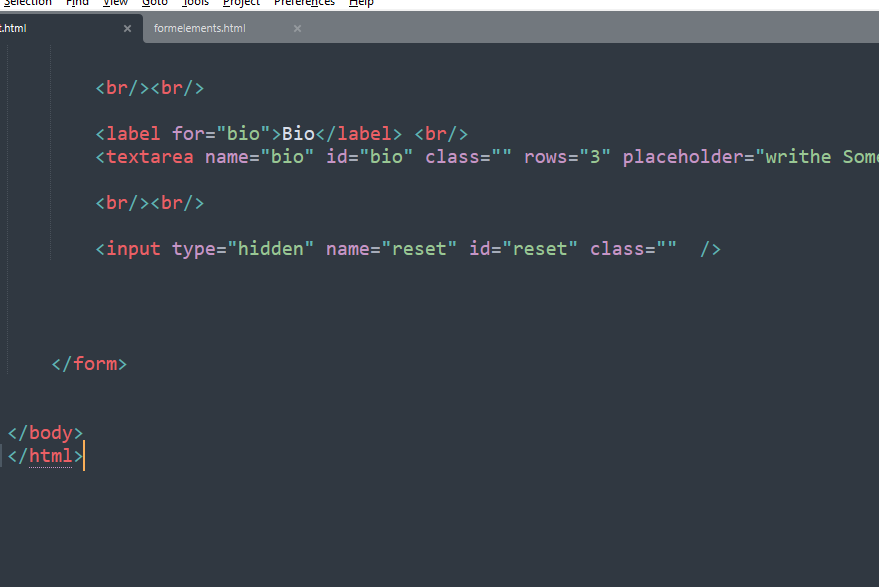 Selection Find View Goto Tools Project Preferences Help
t.html × formelements.html ×
<br/><br/>
<label for="bio">Bio</label> <br/>
<textarea name="bio" id="bio" class="" rows="3" placeholder="writhe Some
<br/><br/>
<input type="hidden" name="reset" id="reset" class=""  />
</form>
</body>
</html>